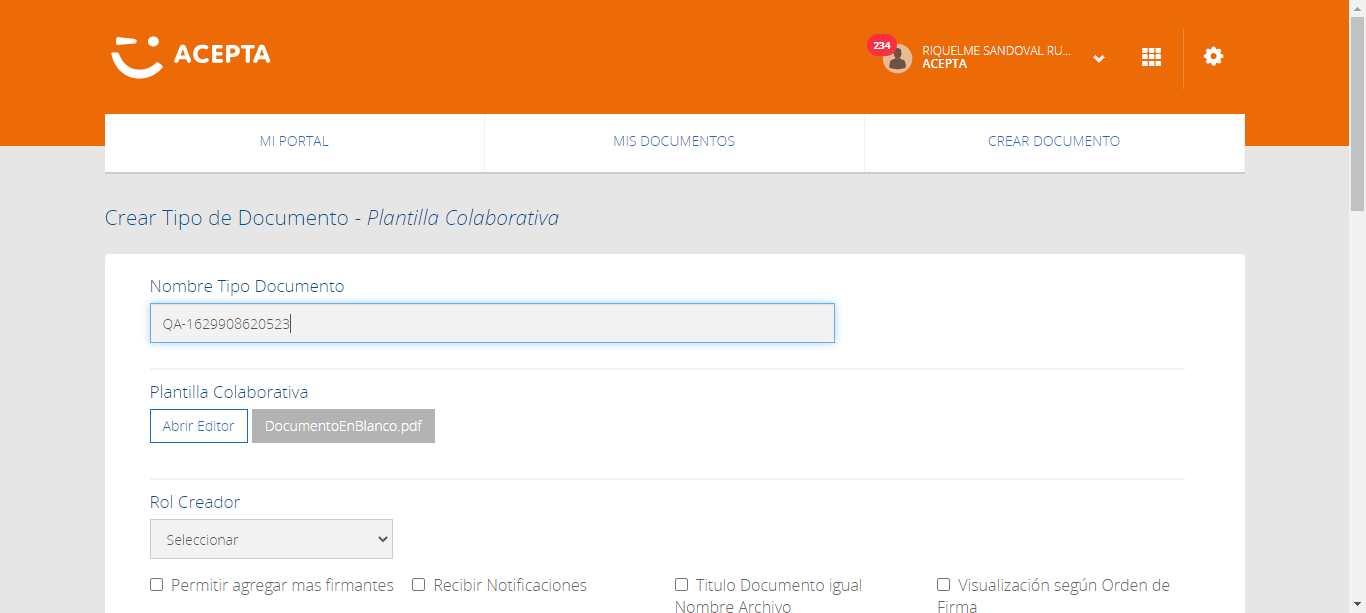 ACEPTA
234
RIQUELME SANDOVAL RU...
ACEPTA
MI PORTAL
MIS DOCUMENTOS
CREAR DOCUMENTO
Crear Tipo de Documento - Plantilla Colaborativa
Nombre Tipo Documento
QA-1629908620523
Plantilla Colaborativa
Abrir Editor
DocumentoEnBlanco.pdf
Rol Creador
Seleccionar
Permitir agregar mas firmantes
Recibir Notificaciones
Titulo Documento igual
Nombre Archivo
Visualización según Orden de
Firma